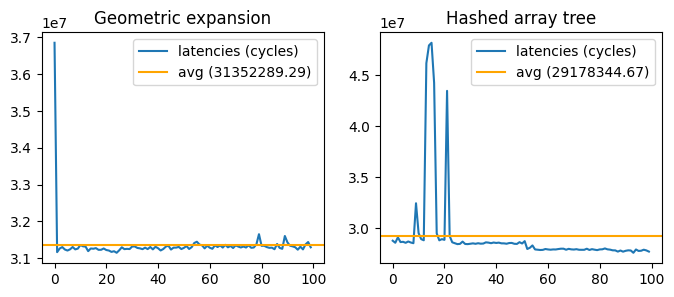 Geometric expansion
1e7
3.7
3.6
3.5
3.4
3.3
3.2
3.1
0 20 40 60 80 100
latencies (cycles)
avg (31352289.29)
Hashed array tree
1e7
4.5
4.0
3.5
3.0
0 20 40 60 80 100
latencies (cycles)
avg (29178344.67)